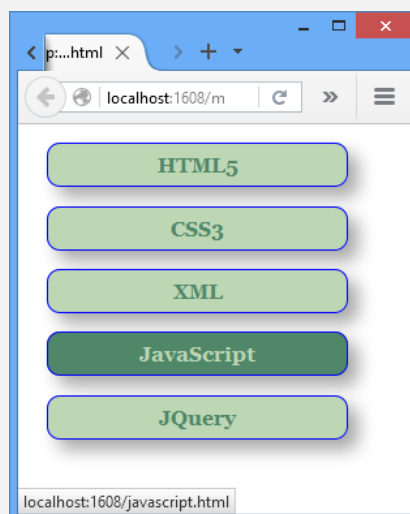 p:...html
localhost:1608/m
HTML5
CSS3
XML
JavaScript
JQuery
localhost:1608/javascript.html